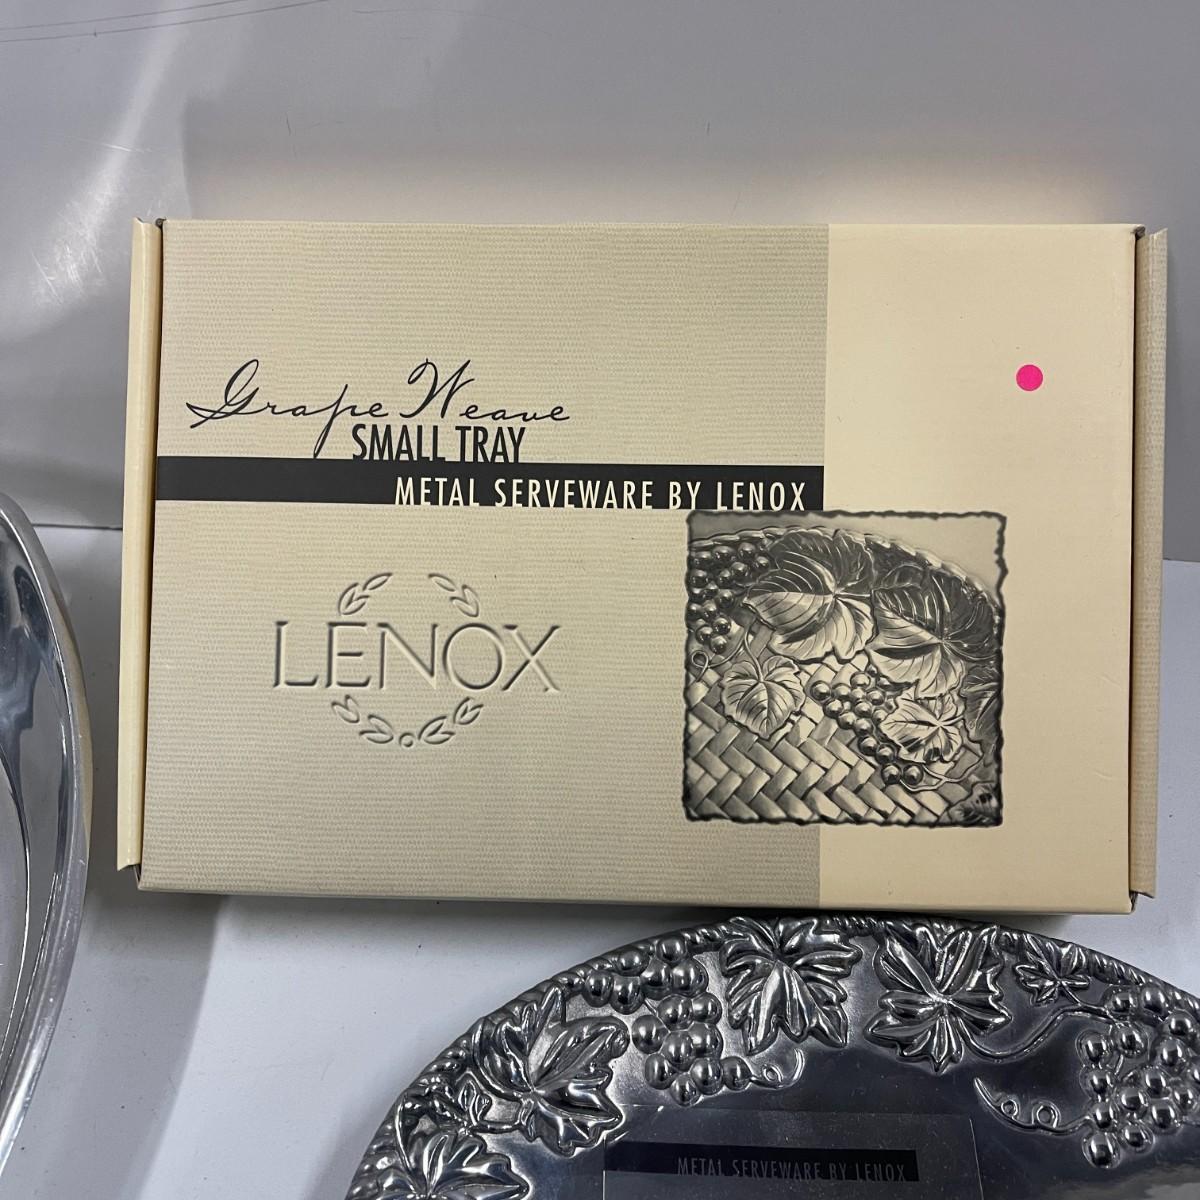 Grape Weave
SMALL TRAY
METAL SERVEWARE BY LENOX
LENOX
METAL SERVEWARE BY LENOX